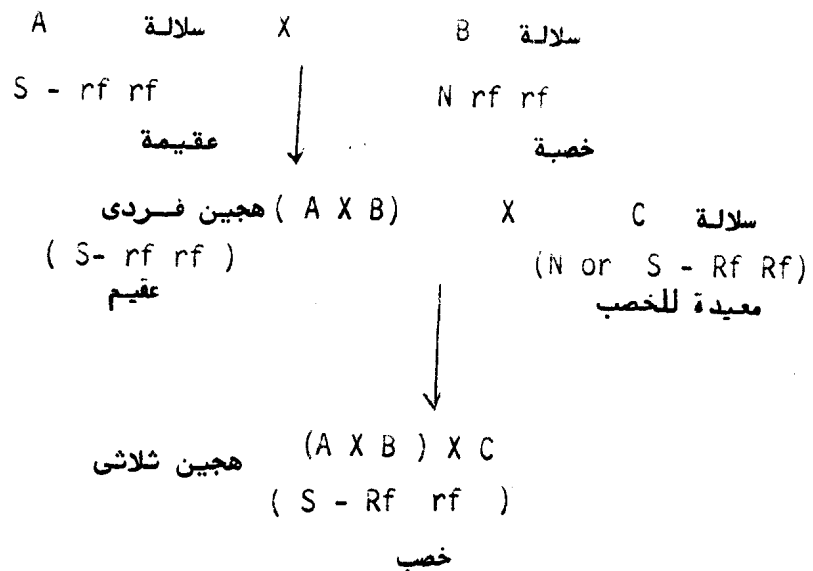 A سلالة X B سلالة
S - rf rf N rf rf
عقيمة خصبة
هجين فردى ( A X B) X C سلالة
( S- rf rf ) (N or S - Rf Rf)
عقيم معيدة للخصب
هجين ثلاثى (A X B ) X C
( S - Rf rf )
خصب